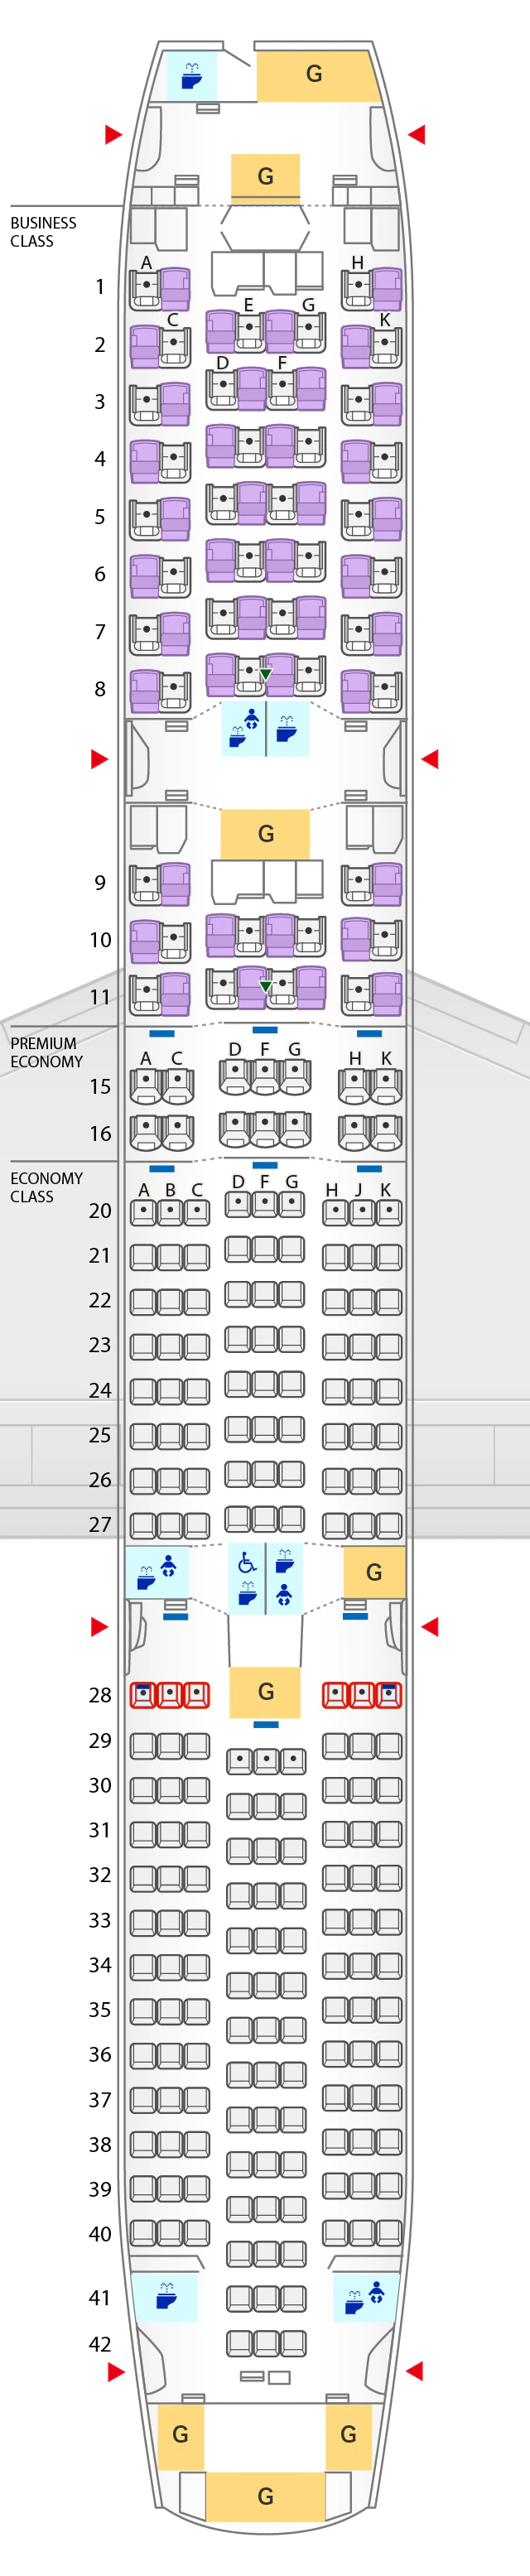 G
G
BUSINESS
CLASS
A H
1
E G
C K
2
D F
3
4
5
6
7
8
G
9
10
11
PREMIUM
ECONOMY
A C D F G H K
15
16
ECONOMY
CLASS
A B C D F G H J K
20
21
22
23
24
25
26
27
G
28 G
29
30
31
32
33
34
35
36
37
38
39
40
41
42
G G
G